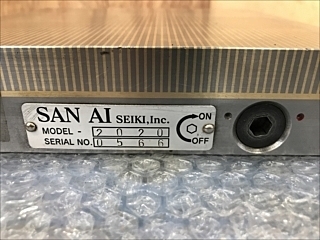 SAN AI SEIKI, Inc.
MODEL - 2020
SERIAL NO. 0566
ON
OFF